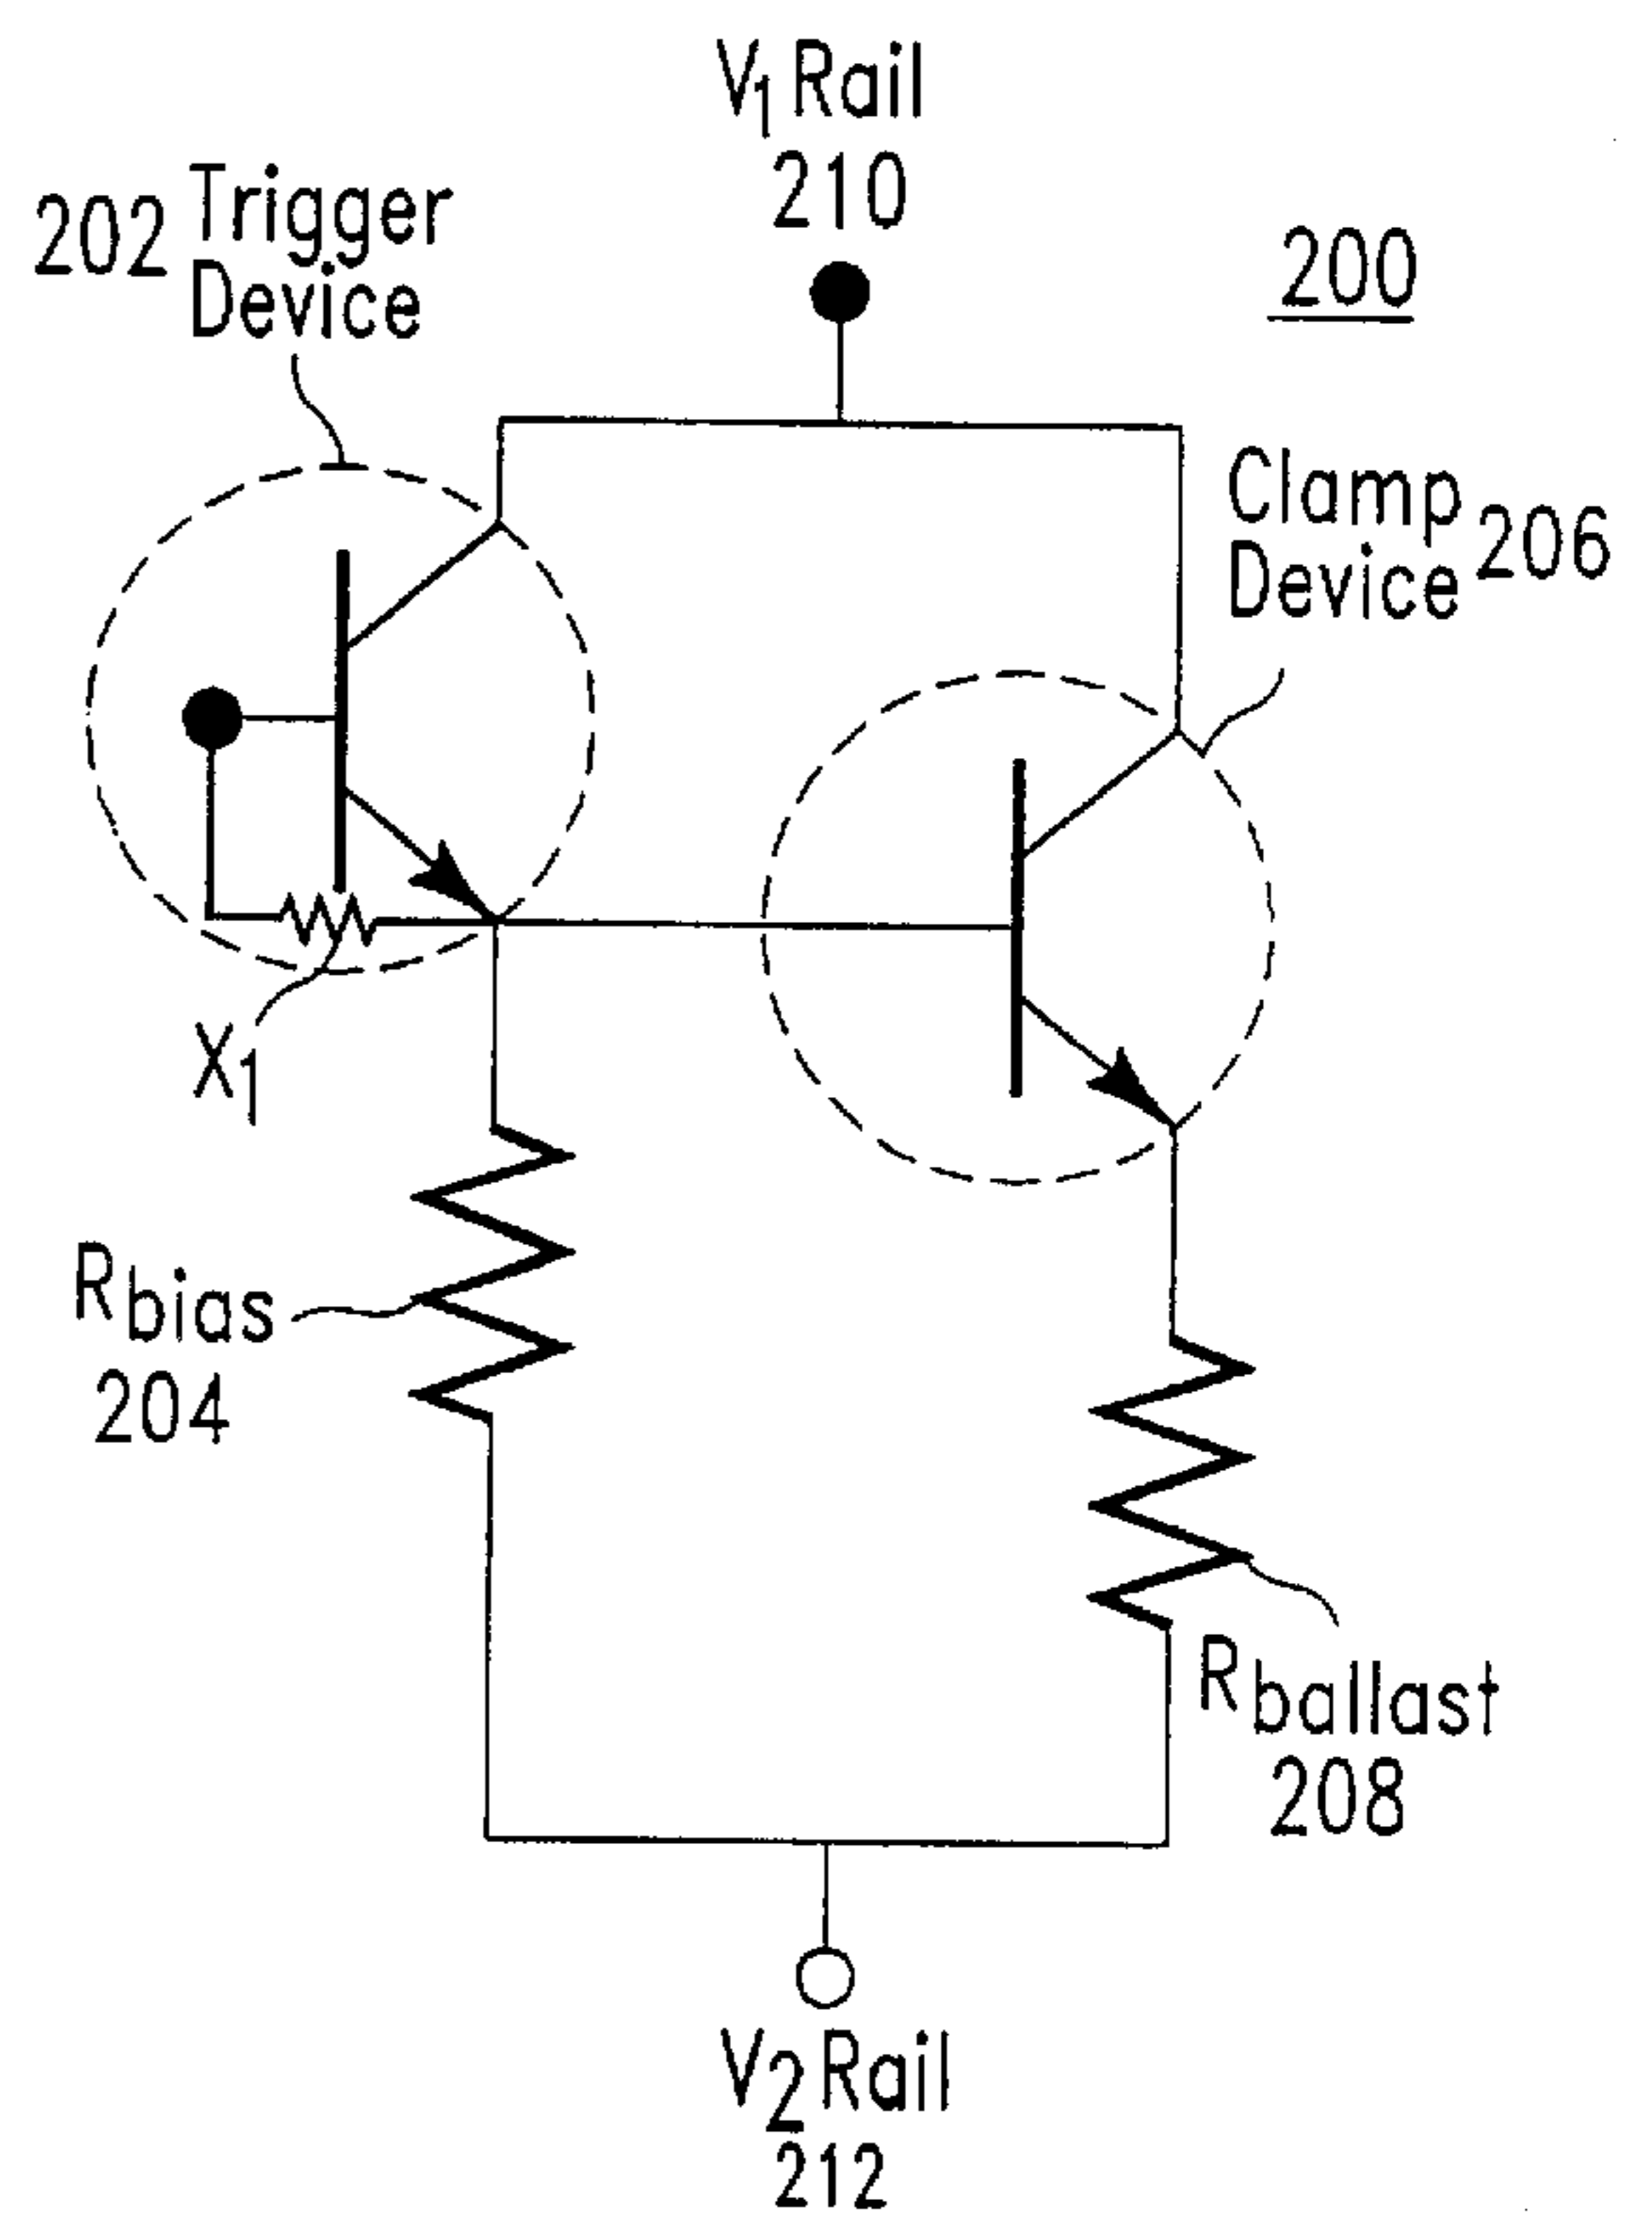 V1 Rail
210
200
202 Trigger
Device
Clamp
Device 206
X1
Rbias
204
Rballast
208
V2 Rail
212